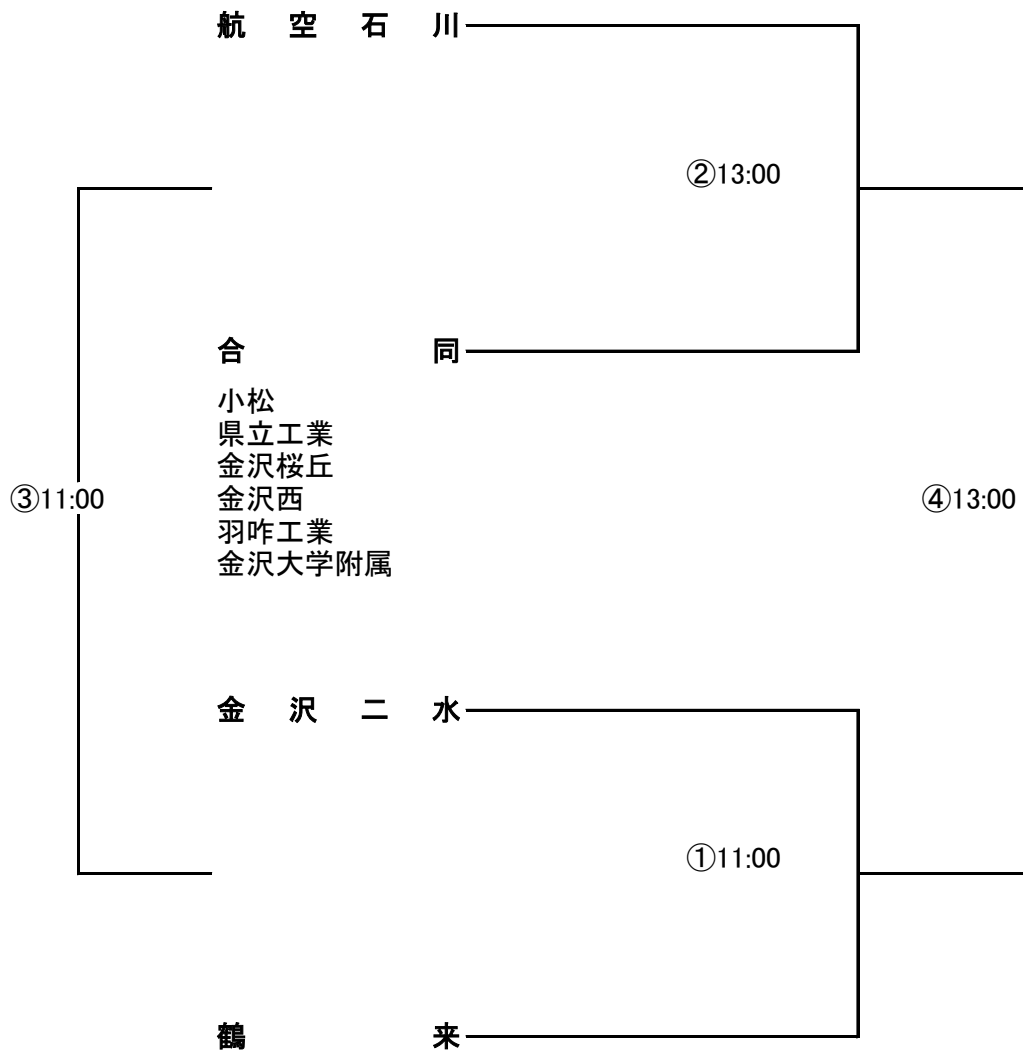 航空石川
②13:00
合同
小松
県立工業
金沢桜丘
金沢西
③11:00
④13:00
羽咋工業
金沢大学附属
金沢二水
①11:00
鶴来